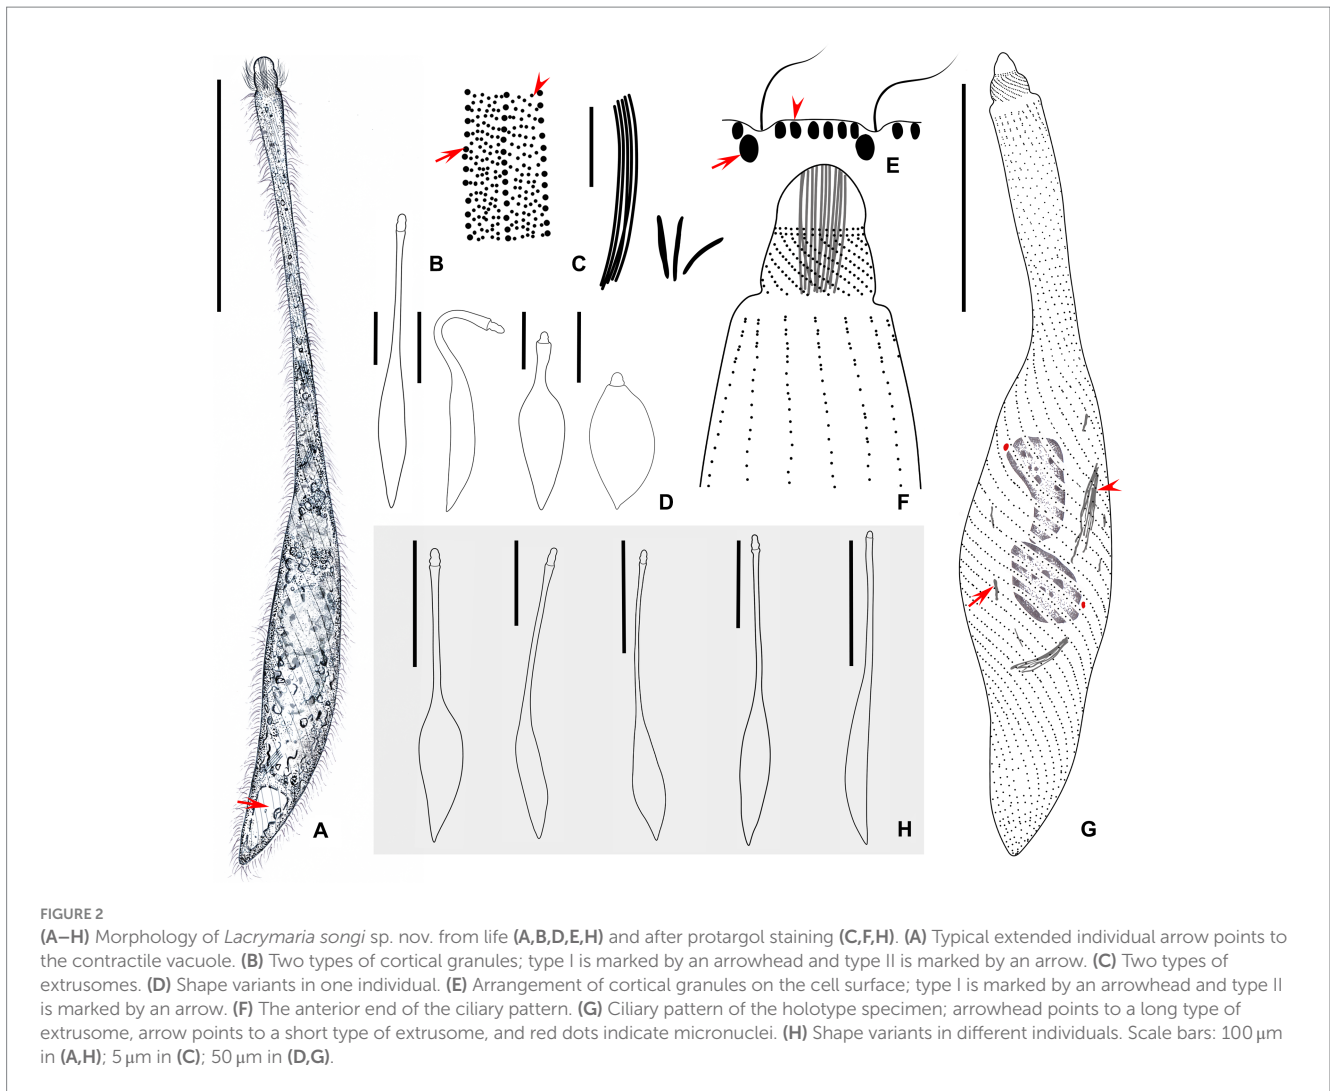 A
B
C
D
E
F
G
H
FIGURE 2
(A–H) Morphology of Lacrymaria songi sp. nov. from life (A,B,D,E,H) and after protargol staining (C,F,H). (A) Typical extended individual arrow points to
the contractile vacuole. (B) Two types of cortical granules; type I is marked by an arrowhead and type II is marked by an arrow. (C) Two types of
extrusomes. (D) Shape variants in one individual. (E) Arrangement of cortical granules on the cell surface; type I is marked by an arrowhead and type II
is marked by an arrow. (F) The anterior end of the ciliary pattern. (G) Ciliary pattern of the holotype specimen; arrowhead points to a long type of
extrusome, arrow points to a short type of extrusome, and red dots indicate micronuclei. (H) Shape variants in different individuals. Scale bars: 100 μm
in (A,H); 5 μm in (C); 50 μm in (D,G).